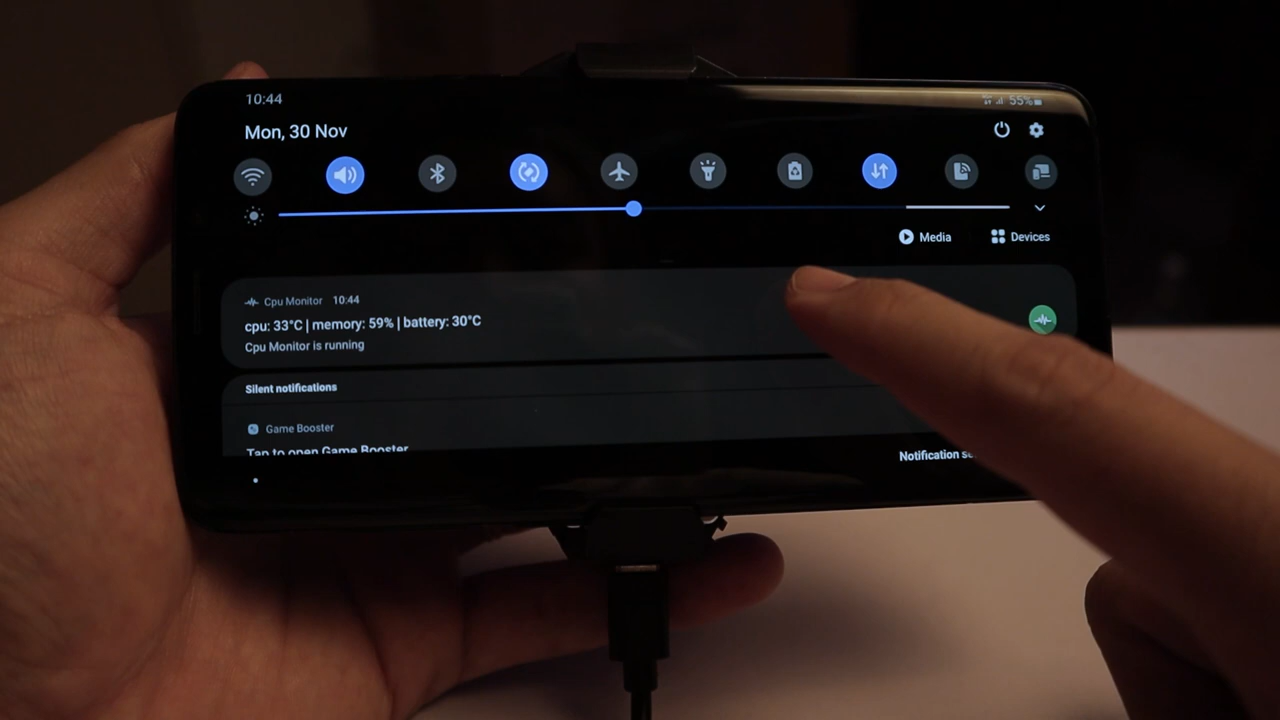 10:44
55%
Mon, 30 Nov
Media
Devices
Cpu Monitor 10:44
cpu: 33°C | memory: 59% | battery: 30°C
Cpu Monitor is running
Silent notifications
Game Booster
Tap to open Game Booster
Notification